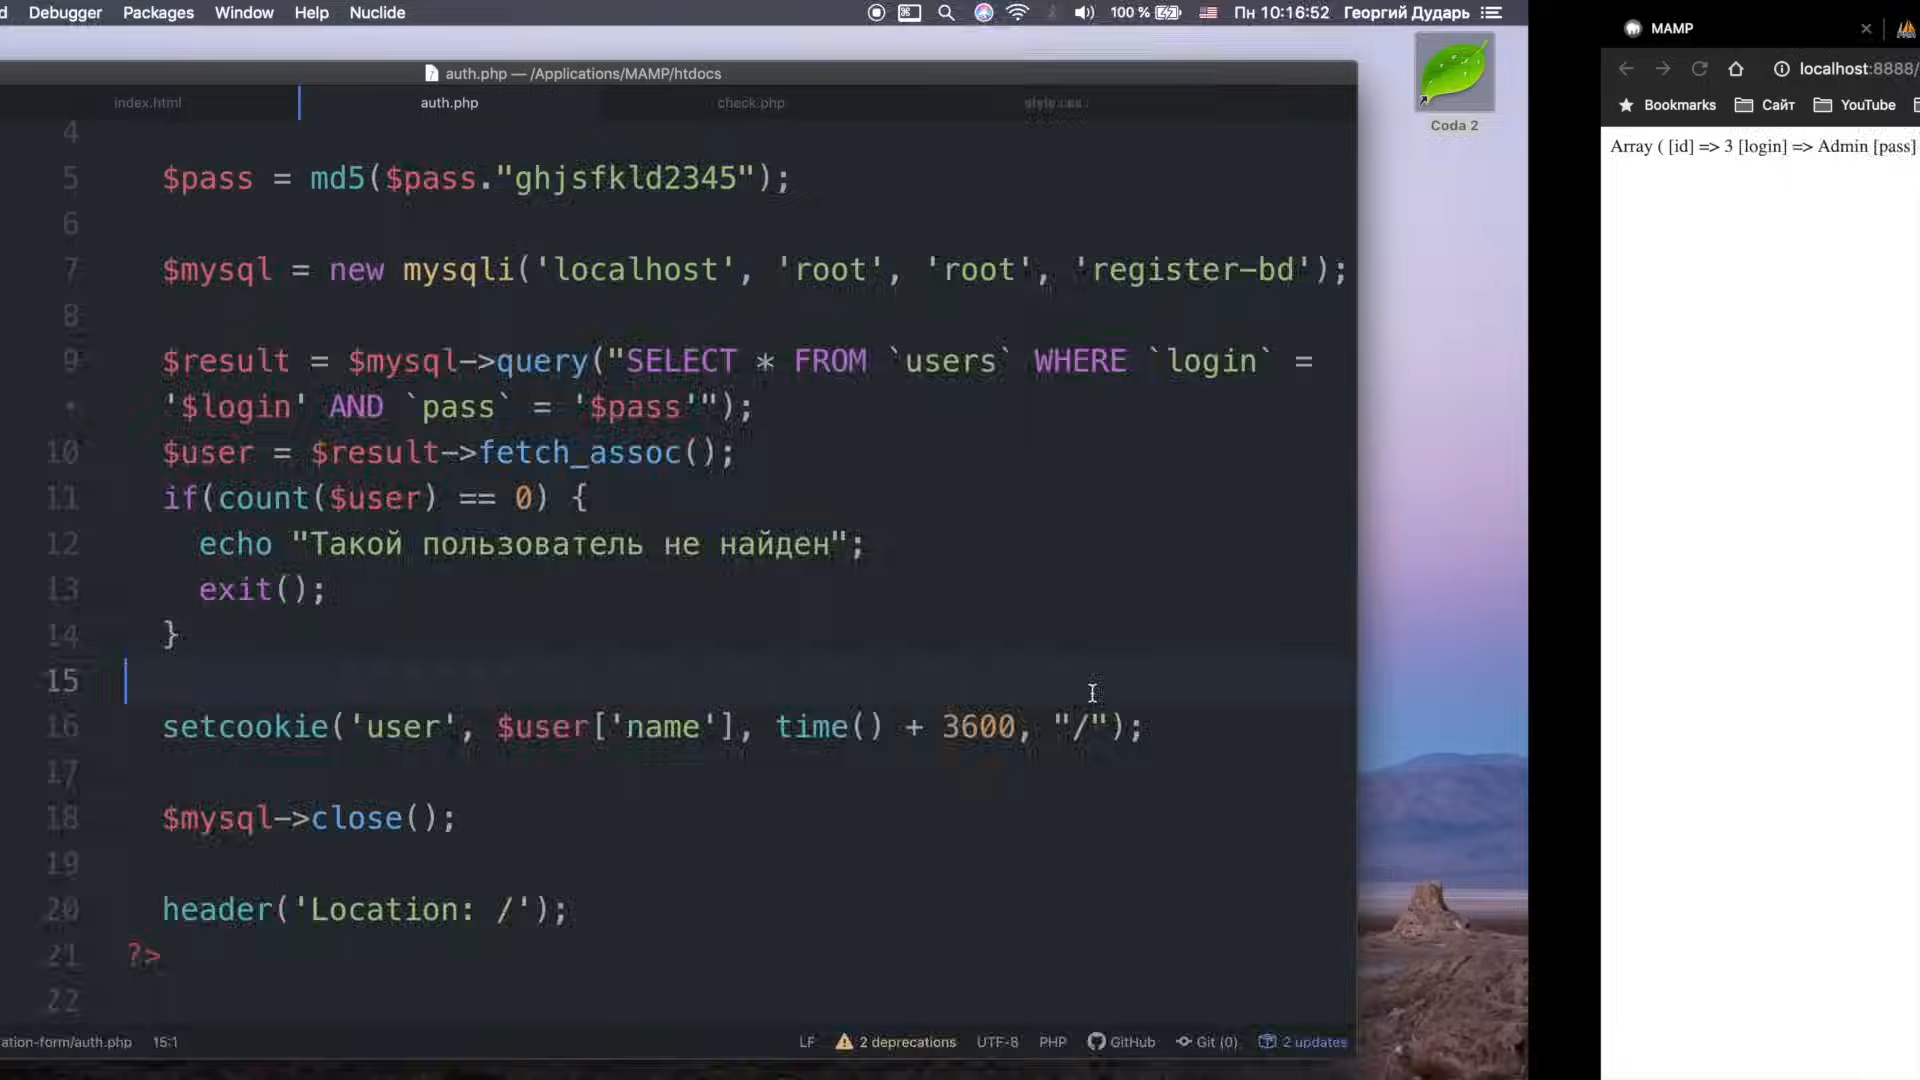 Debugger Packages Window Help Nuclide
100 % Пн 10:16:52 Георгий Дударь
auth.php — /Applications/MAMP/htdocs
index.html auth.php check.php style.css
4
5 $pass = md5($pass."ghjsfkld2345");
6
7 $mysql = new mysqli('localhost', 'root', 'root', 'register-bd');
8
9 $result = $mysql->query("SELECT * FROM `users` WHERE `login` =
'$login' AND `pass` = '$pass'");
10 $user = $result->fetch_assoc();
11 if(count($user) == 0) {
12 echo "Такой пользователь не найден";
13 exit();
14 }
15
16 setcookie('user', $user['name'], time() + 3600, "/");
17
18 $mysql->close();
19
20 header('Location: /');
21 ?>
22
ation-form/auth.php 15:1 LF 2 deprecations UTF-8 PHP GitHub Git (0) 2 updates
Coda 2
MAMP
localhost:8888/
Bookmarks Сайт YouTube
Array ( [id] => 3 [login] => Admin [pass]